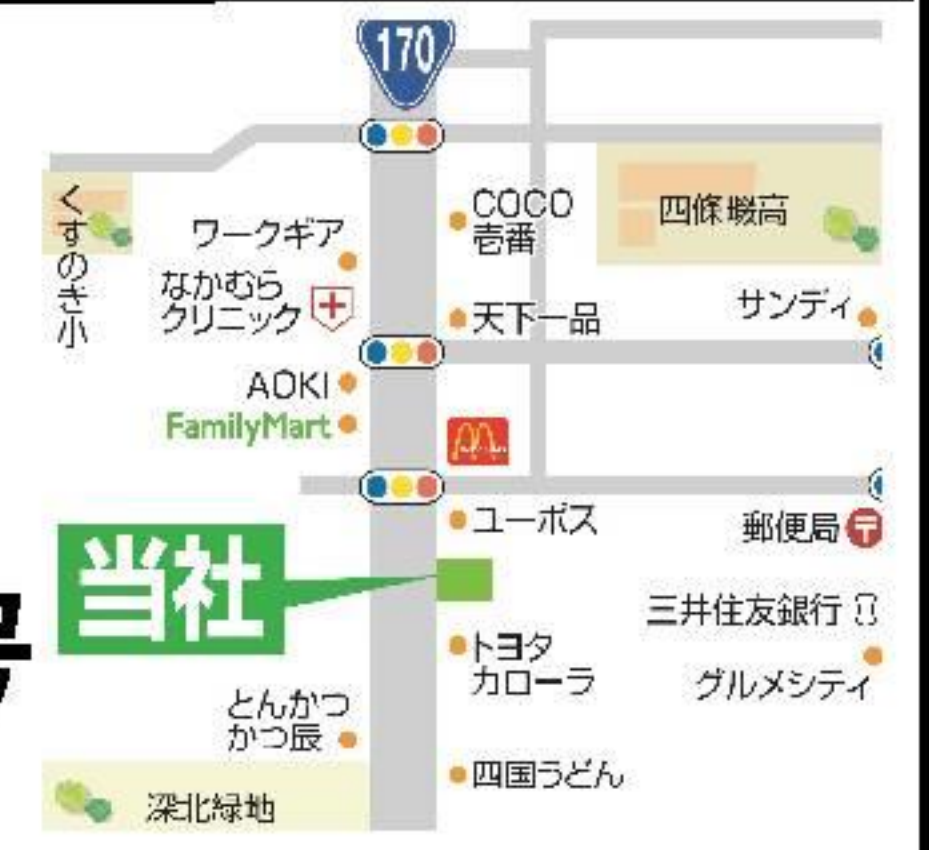 170
くすのき小
ワークギア
なかむら
クリニック
COCO
壱番
四條畷高
天下一品
サンディ
AOKI
FamilyMart
ユーポス
郵便局
当社
三井住友銀行
トヨタ
カローラ
グルメシティ
とんかつ
かつ辰
四国うどん
深北緑地